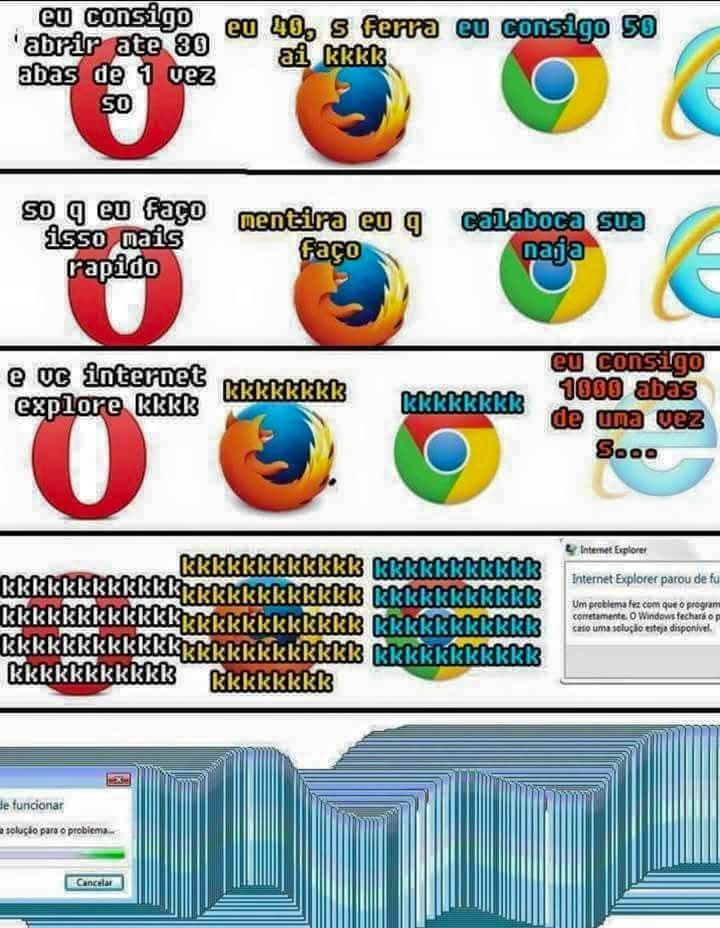 eu consigo
abrir ate 30
abas de 1 vez
so
eu 40, s ferra
ai kkkk
eu consigo 50
so q eu faço
isso mais
rapido
mentira eu q
faço
calaboca sua
naja
e vc internet
explore kkkk
kkkkkkkk
kkkkkkkk
eu consigo
1000 abas
de uma vez
s...
kkkkkkkkkkkk
kkkkkkkkkkkk
kkkkkkkkkkkk
kkkkkkkkkkk
kkkkkkkkkkkk
kkkkkkkkkkkk
kkkkkkkkkkkk
kkkkkkkkkkkk
kkkkkkkk
kkkkkkkkkkk
kkkkkkkkkkk
kkkkkkkkkkk
kkkkkkkkkkk
Internet Explorer
Internet Explorer parou de fu
Um problema fez com que o program
corretamente. O Windows fechará o p
caso uma solução esteja disponível.
de funcionar
a solução para o problema...
Cancelar